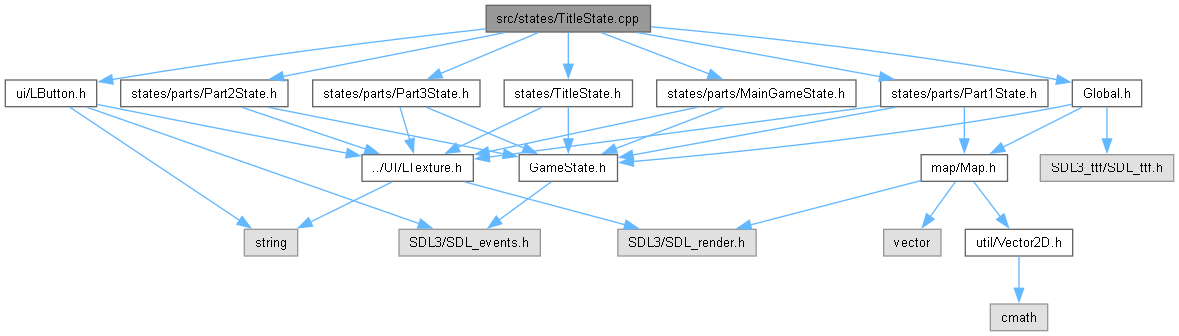 src/states/TitleState.cpp
ui/LButton.h
states/parts/Part2State.h
states/parts/Part3State.h
states/TitleState.h
states/parts/MainGameState.h
states/parts/Part1State.h
Global.h
../UI/LTexture.h
GameState.h
map/Map.h
SDL3_ttf/SDL_ttf.h
string
SDL3/SDL_events.h
SDL3/SDL_render.h
vector
util/Vector2D.h
cmath